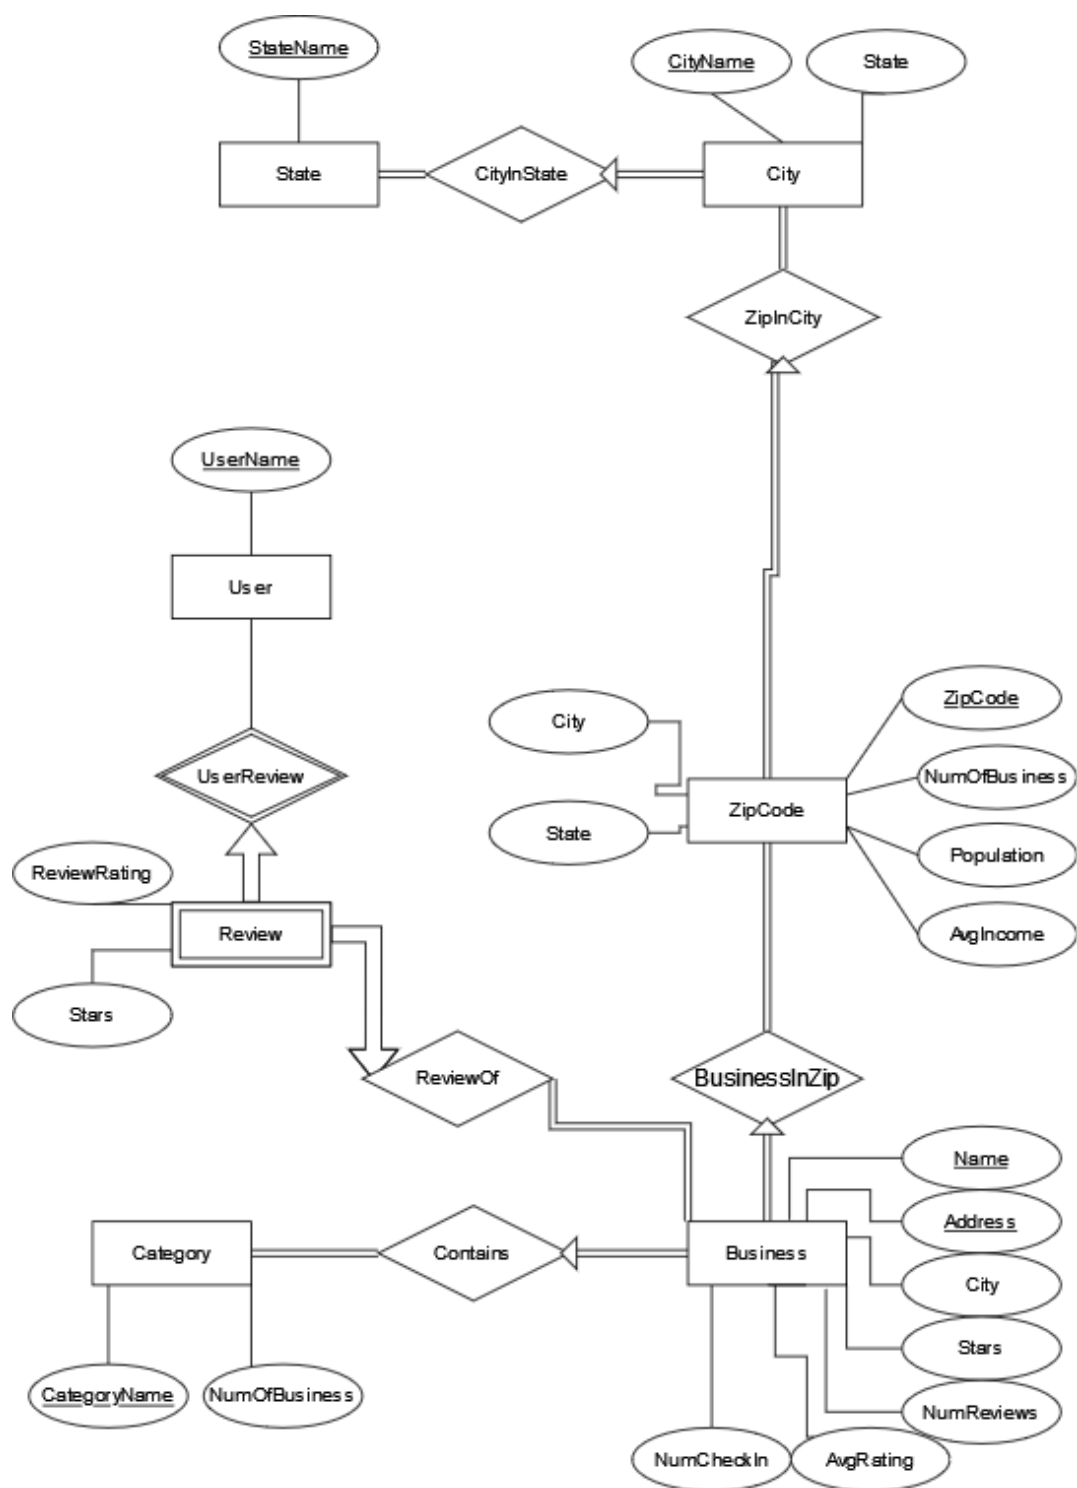 StateName
CityName
State
State
CityInState
City
ZipInCity
UserName
User
ZipCode
City
NumOfBusiness
UserReview
ZipCode
State
Population
ReviewRating
Review
AvgIncome
Stars
ReviewOf
BusinessInZip
Name
Address
Category
Contains
Business
City
Stars
CategoryName
NumOfBusiness
NumReviews
NumCheckIn
AvgRating